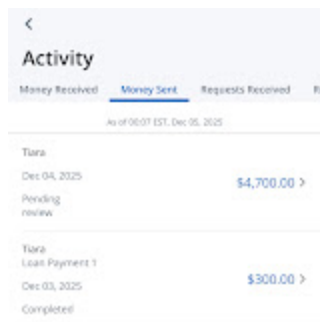 Activity
Money Sent
Money Received
Requests Received
R
As of 00:07 EST, Dec 05, 2025
Tiara
Dec 04, 2025
$4,700.00
Pending
review
Tiara
Loan Payment 1
$300.00
Dec 03, 2025
Completed